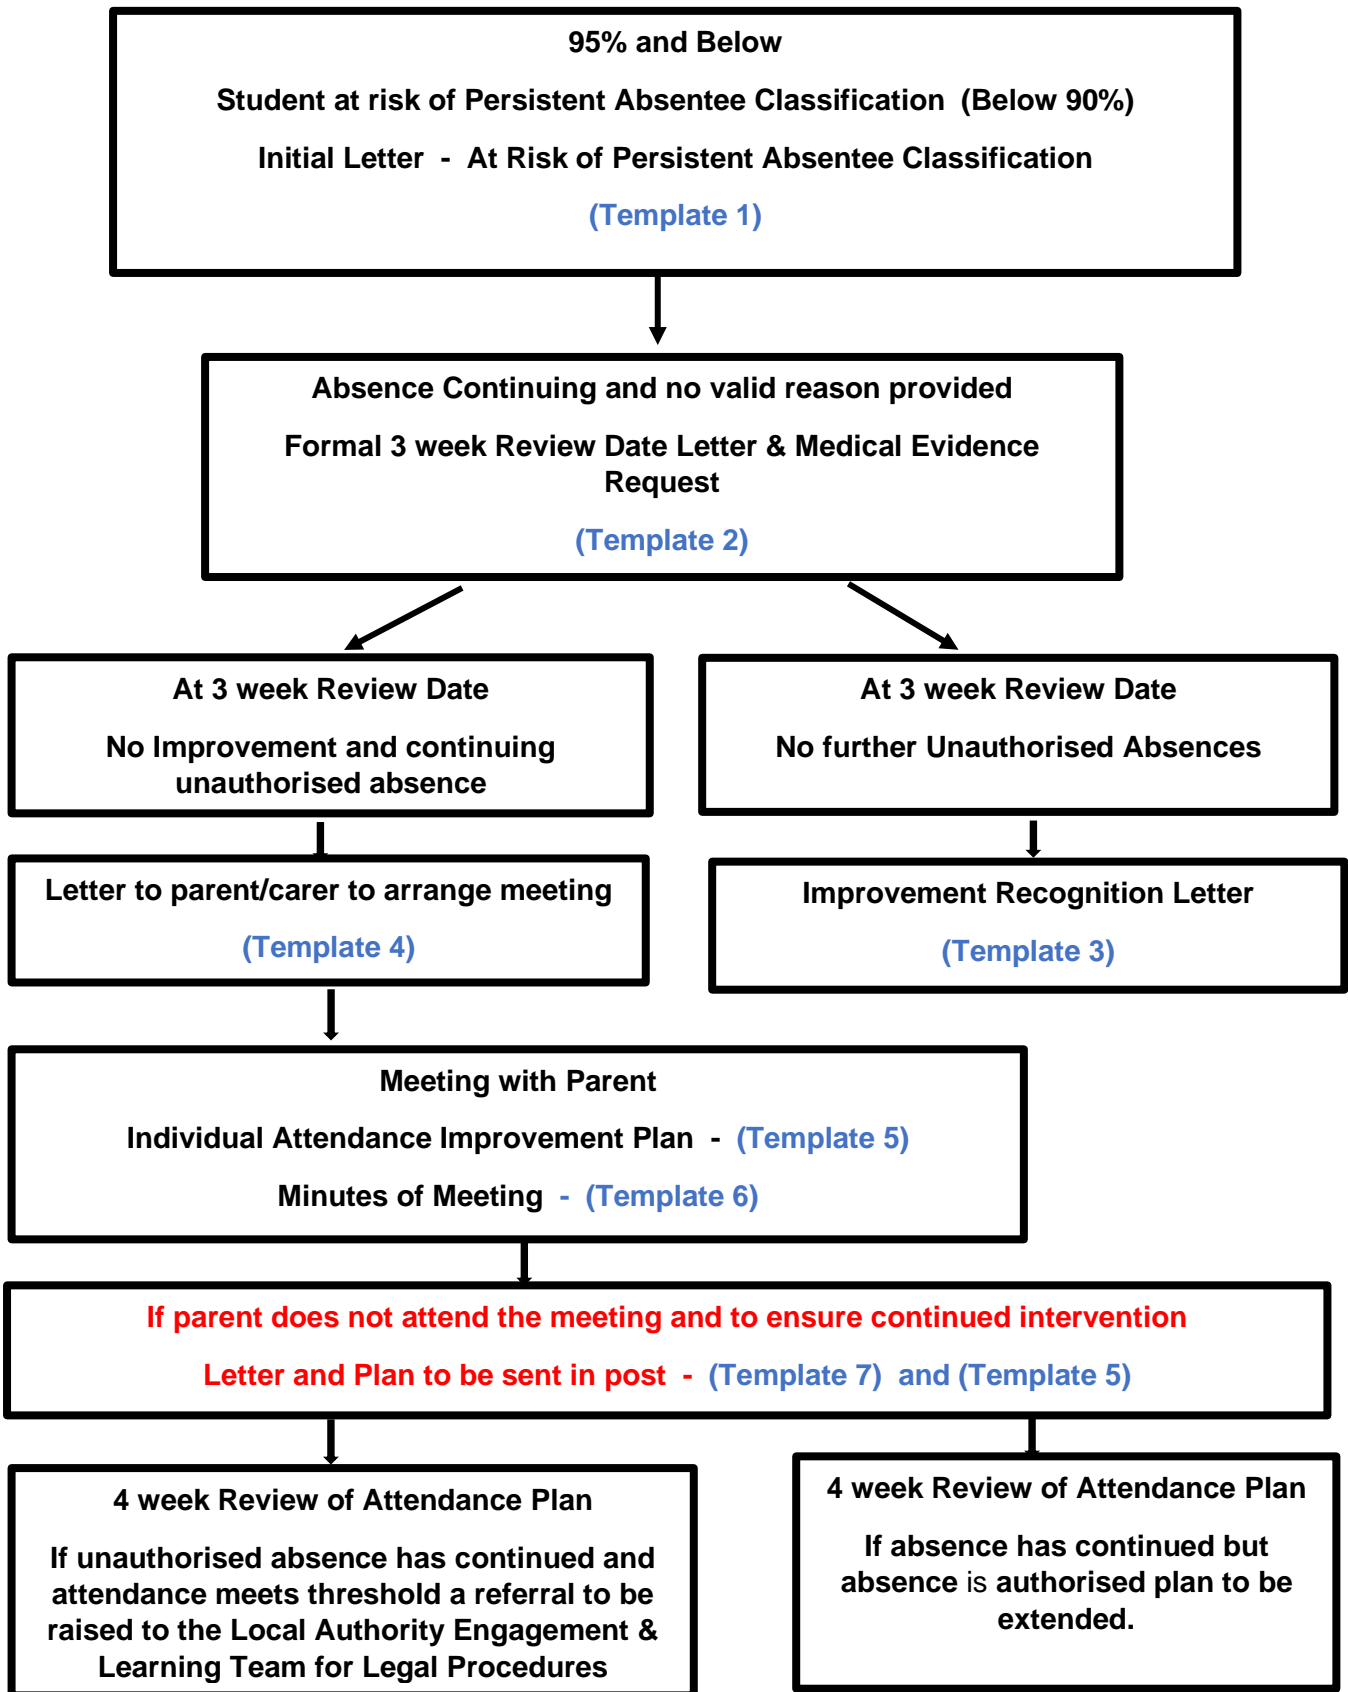 95% and Below
Student at risk of Persistent Absentee Classification (Below 90%)
Initial Letter - At Risk of Persistent Absentee Classification
(Template 1)
Absence Continuing and no valid reason provided
Formal 3 week Review Date Letter & Medical Evidence
Request
(Template 2)
At 3 week Review Date
No Improvement and continuing
unauthorised absence
At 3 week Review Date
No further Unauthorised Absences
Letter to parent/carer to arrange meeting
(Template 4)
Improvement Recognition Letter
(Template 3)
Meeting with Parent
Individual Attendance Improvement Plan - (Template 5)
Minutes of Meeting - (Template 6)
If parent does not attend the meeting and to ensure continued intervention
Letter and Plan to be sent in post - (Template 7) and (Template 5)
4 week Review of Attendance Plan
If unauthorised absence has continued and
attendance meets threshold a referral to be
raised to the Local Authority Engagement &
Learning Team for Legal Procedures
4 week Review of Attendance Plan
If absence has continued but
absence is authorised plan to be
extended.